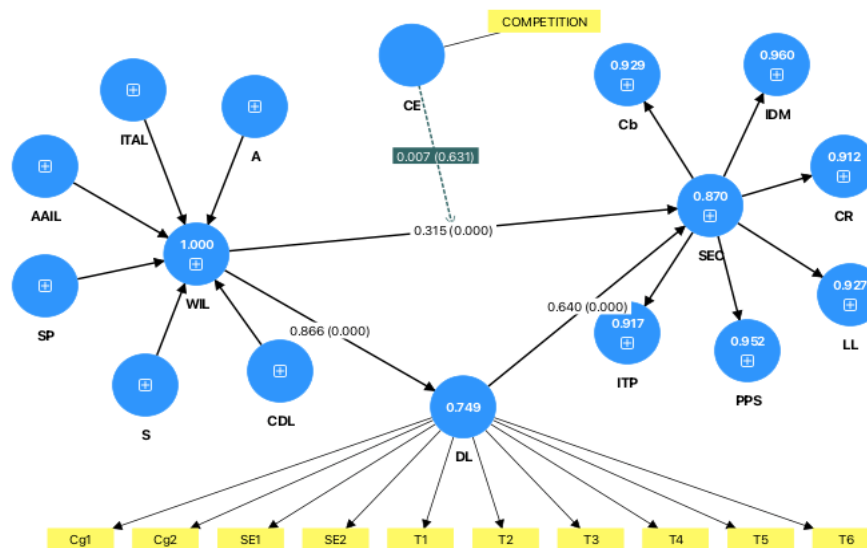 COMPETITION
CE
0.007 (0.631)
ITAL
A
AAIL
SP
S
CDL
1.000
WIL
0.315 (0.000)
0.866 (0.000)
0.640 (0.000)
0.929
Cb
0.960
IDM
0.912
CR
0.870
SEC
0.927
LL
0.917
ITP
0.952
PPS
0.749
DL
Cg1
Cg2
SE1
SE2
T1
T2
T3
T4
T5
T6